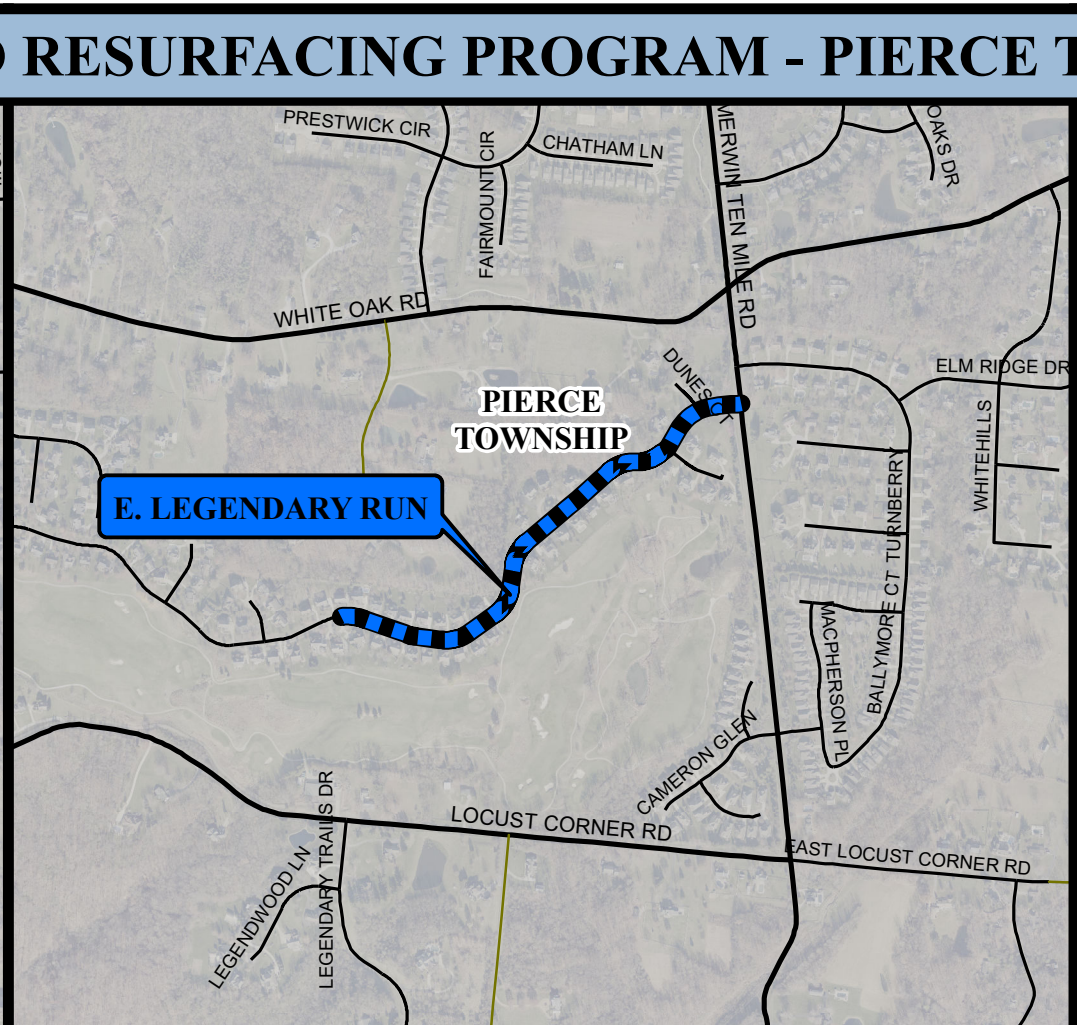 RESURFACING PROGRAM - PIERCE
PRESTWICK CIR
FAIRMOUNT CIR
CHATHAM LN
MERWIN TEN MILE RD
OAKS DR
WHITE OAK RD
DUNES CT
ELM RIDGE DR
PIERCE
TOWNSHIP
WHITEHILLS
E. LEGENDARY RUN
TURNBERRY
BALLYMORE CT
MACPHERSON PL
CAMERON GLEN
LOCUST CORNER RD
EAST LOCUST CORNER RD
LEGENDARY TRAILS DR
LEGENDWOOD LN